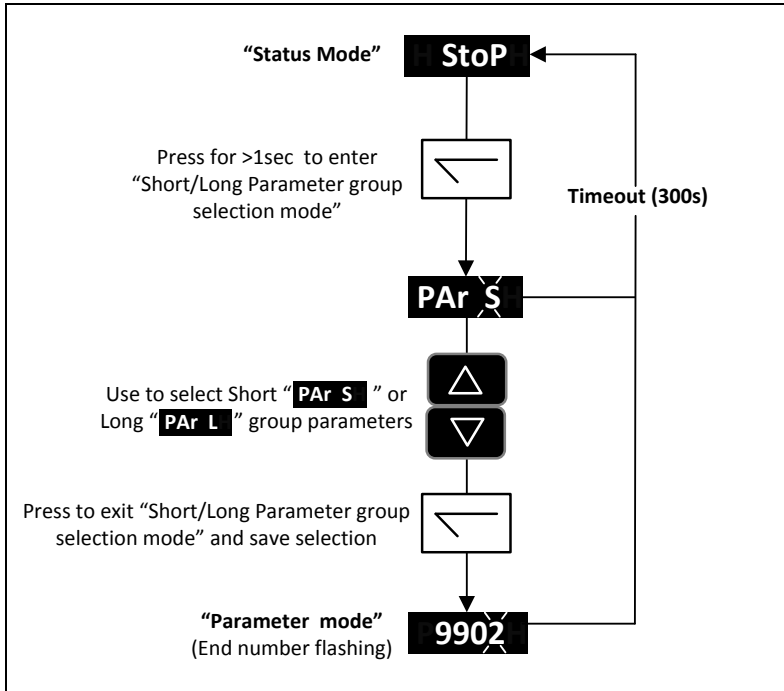 “Status Mode”
StoP
Press for >1sec to enter
“Short/Long Parameter group
selection mode”
Timeout (300s)
PAr S
Use to select Short “PAr S” or
Long “PAr L” group parameters
Press to exit “Short/Long Parameter group
selection mode” and save selection
“Parameter mode”
9902
(End number flashing)